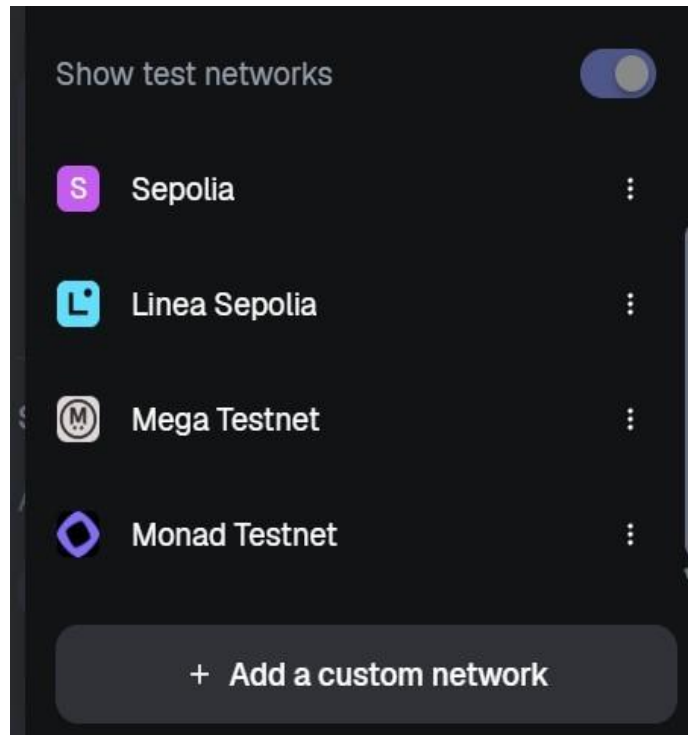 Show test networks
S Sepolia
L Linea Sepolia
M Mega Testnet
Monad Testnet
+ Add a custom network